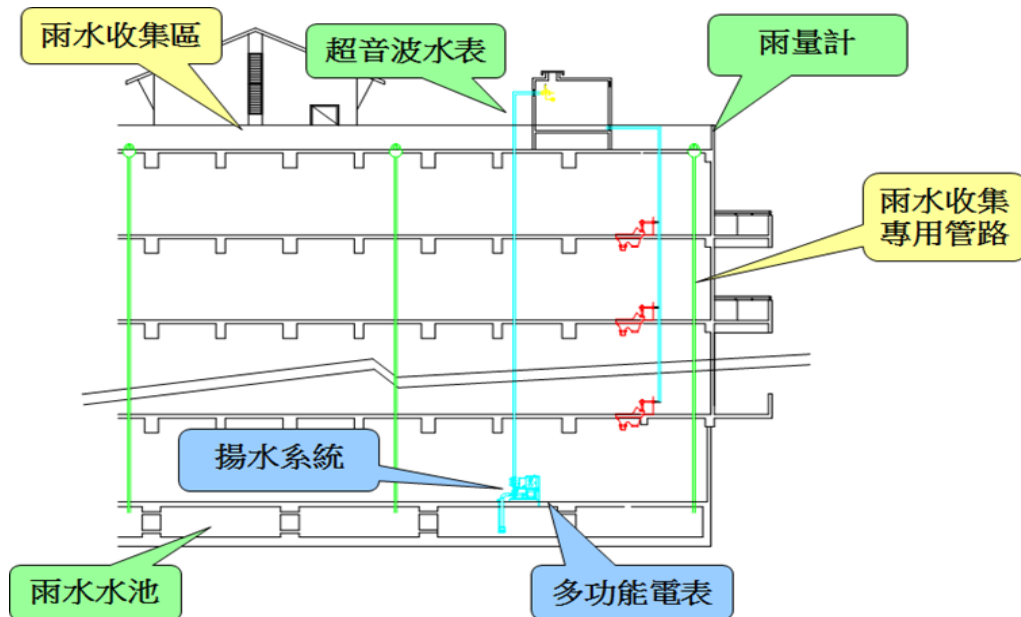 雨水收集區
超音波水表
雨量計
雨水收集
專用管路
揚水系統
雨水水池
多功能電表